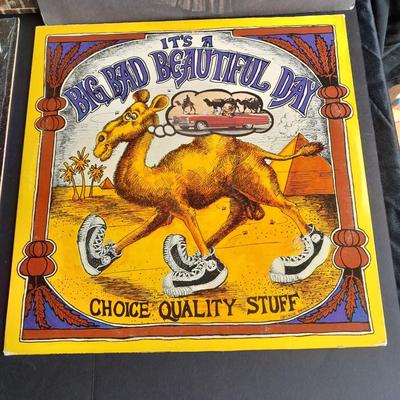 IT'S A
BIG BAD BEAUTIFUL DAY
CHOICE QUALITY STUFF